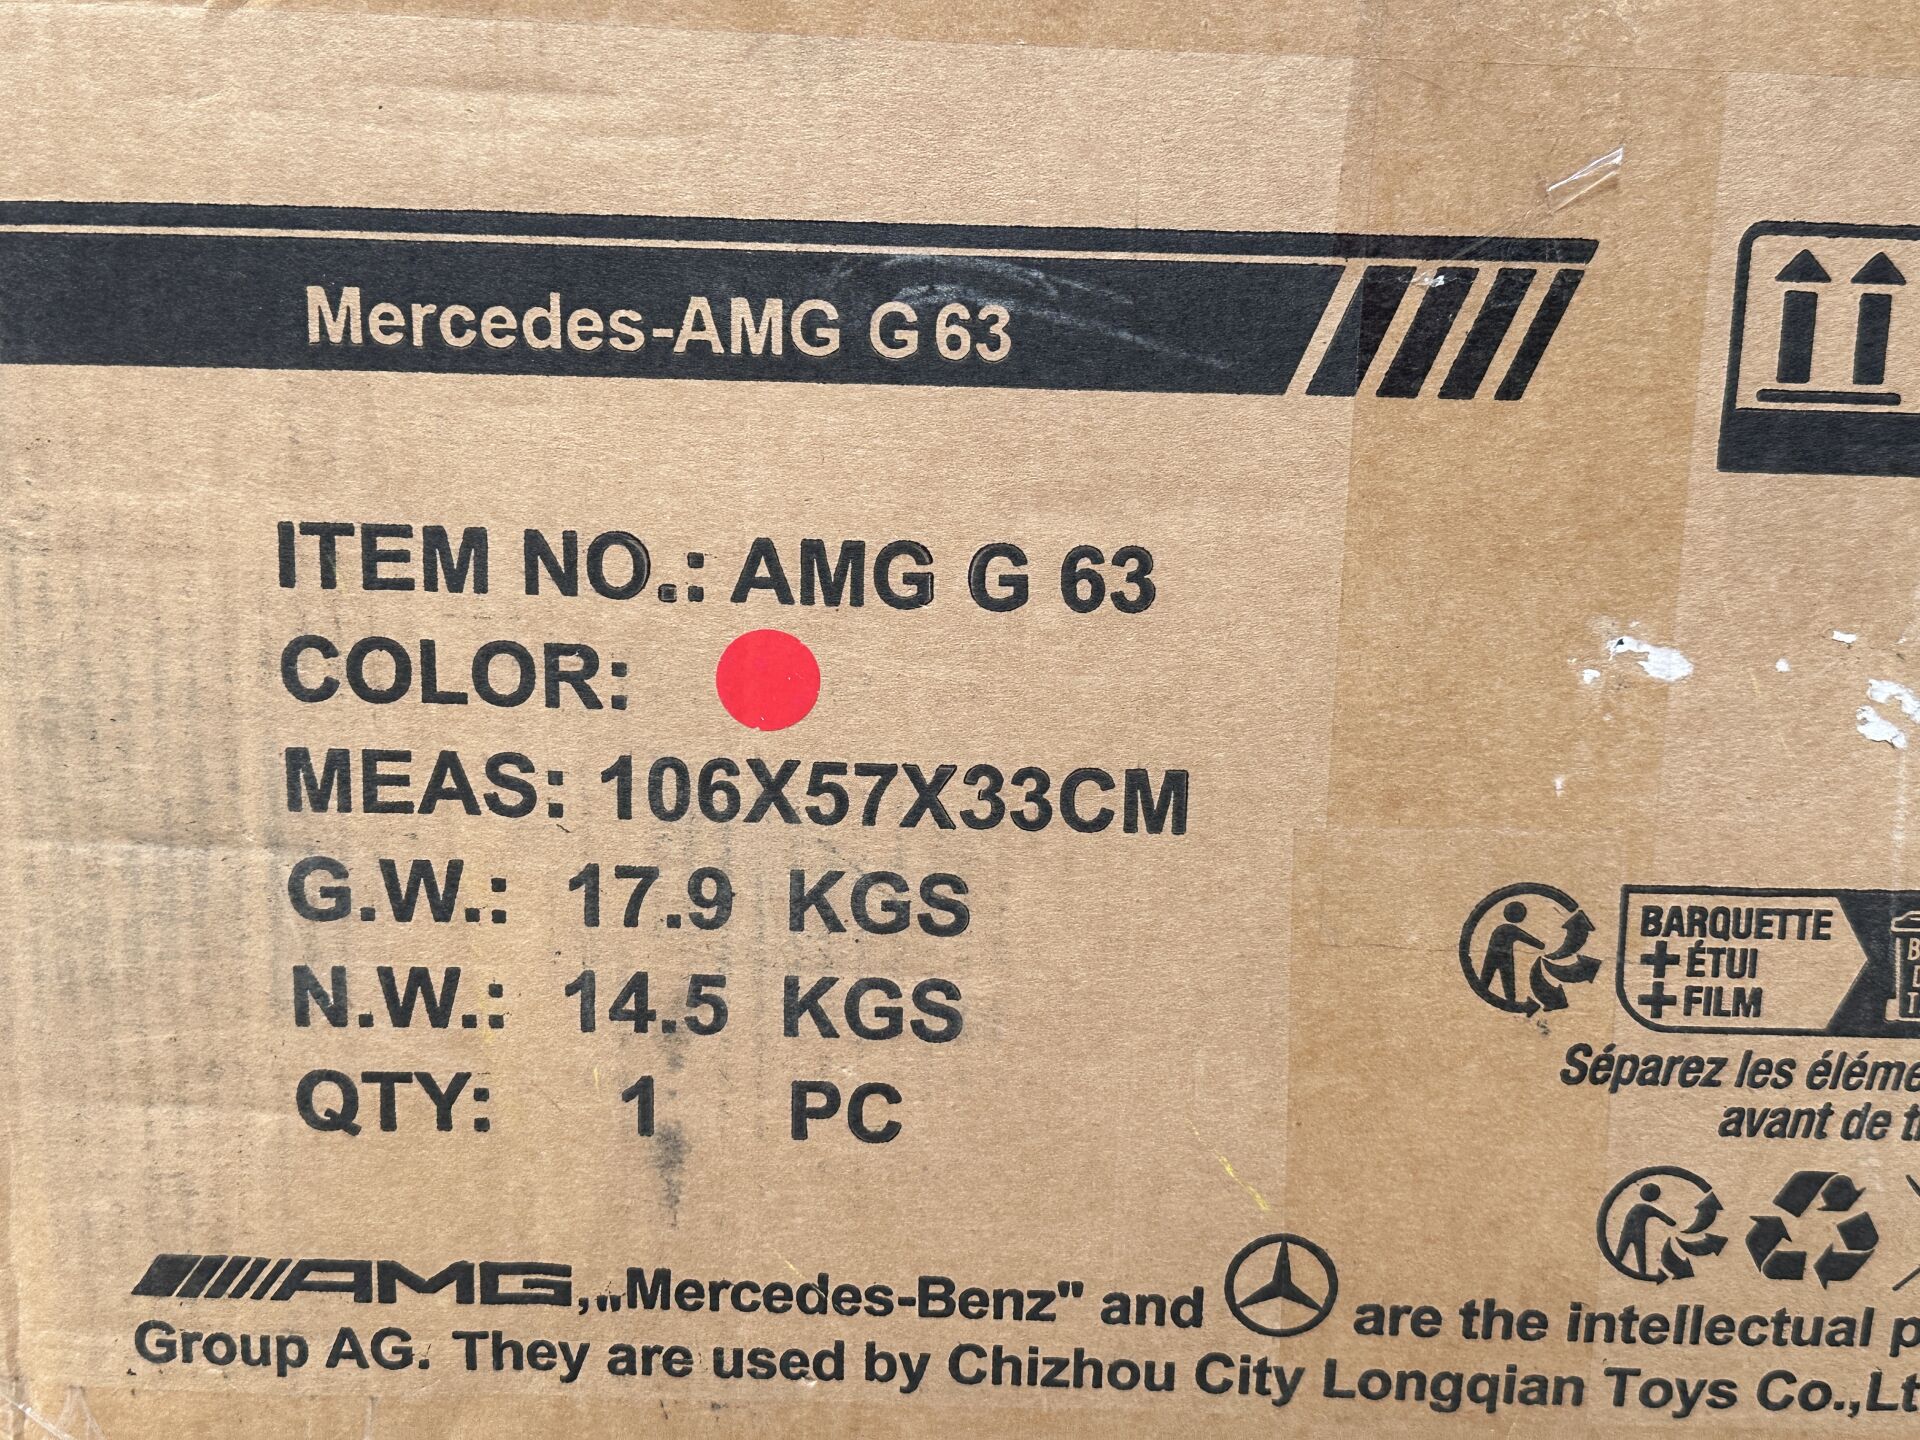 Mercedes-AMG G 63
ITEM NO.: AMG G 63
COLOR:
MEAS: 106X57X33CM
G.W.: 17.9 KGS
N.W.: 14.5 KGS
QTY: 1 PC
BARQUETTE
+ ÉTUI
+ FILM
Séparez les
avant de
AMG, „Mercedes-Benz" and are the intellectual
Group AG. They are used by Chizhou City Longqian Toys Co.,